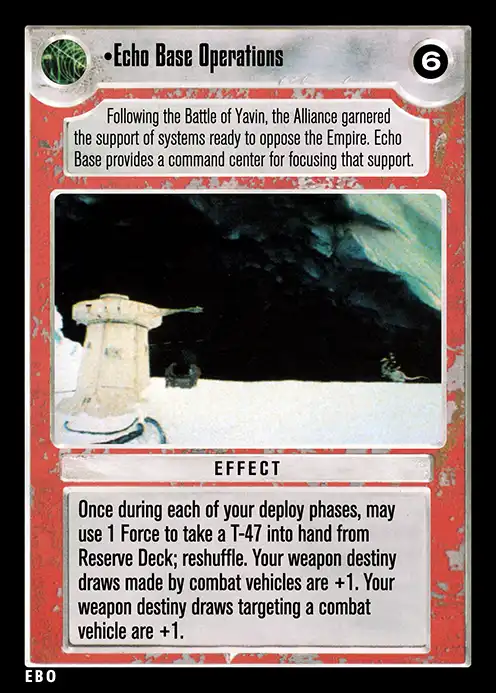 •Echo Base Operations
6
Following the Battle of Yavin, the Alliance garnered
the support of systems ready to oppose the Empire. Echo
Base provides a command center for focusing that support.
EFFECT
Once during each of your deploy phases, may
use 1 Force to take a T-47 into hand from
Reserve Deck; reshuffle. Your weapon destiny
draws made by combat vehicles are +1. Your
weapon destiny draws targeting a combat
vehicle are +1.
EBO